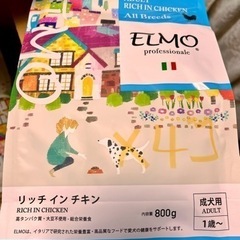 RICH IN CHICKEN
All Breeds
ELMO
professionale
×4コ
リッチ イン チキン
RICH IN CHICKEN
高タンパク質・大豆不使用・総合栄養食
内容量 800g
成犬用
ADULT
1歳〜
ELMOは、イタリアで研究された栄養豊富・高品質なフードで愛犬の健康をサポートします。